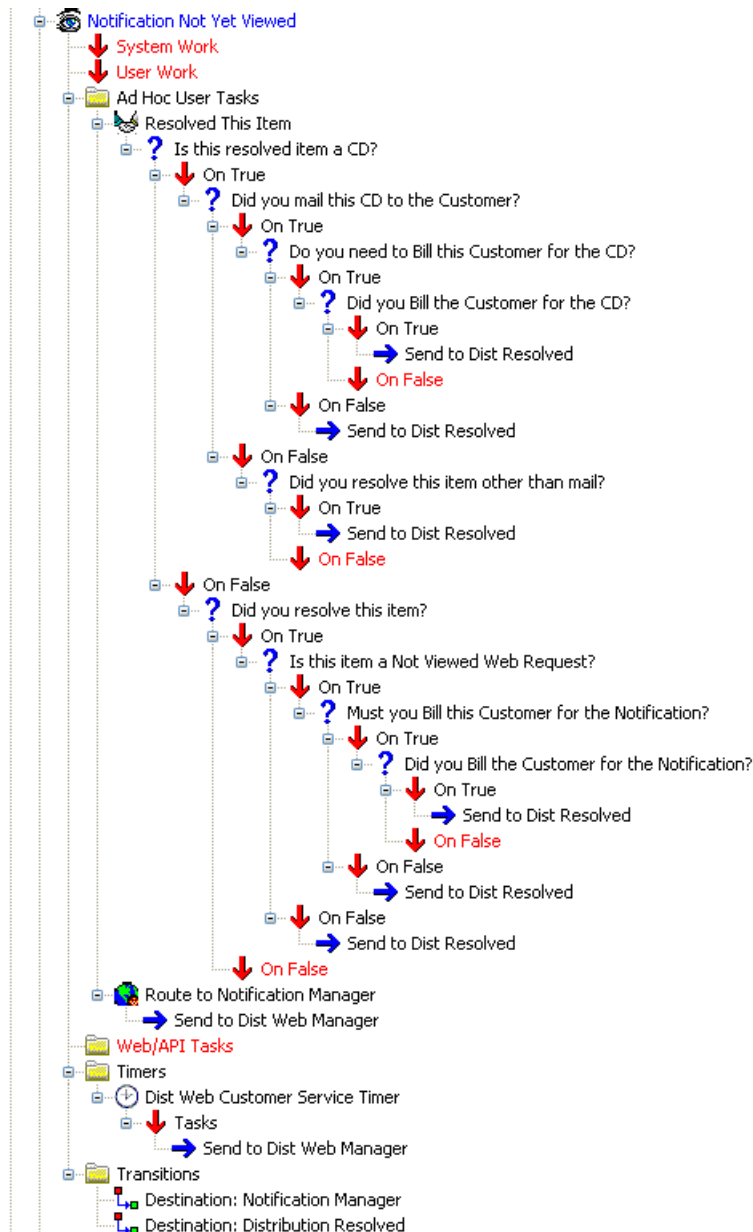 Notification Not Yet Viewed
System Work
User Work
Ad Hoc User Tasks
Resolved This Item
? Is this resolved item a CD?
On True
? Did you mail this CD to the Customer?
On True
? Do you need to Bill this Customer for the CD?
On True
? Did you Bill the Customer for the CD?
On True
Send to Dist Resolved
On False
On False
Send to Dist Resolved
On False
? Did you resolve this item other than mail?
On True
Send to Dist Resolved
On False
On False
? Did you resolve this item?
On True
? Is this item a Not Viewed Web Request?
On True
? Must you Bill this Customer for the Notification?
On True
? Did you Bill the Customer for the Notification?
On True
Send to Dist Resolved
On False
On False
Send to Dist Resolved
On False
Send to Dist Resolved
On False
Route to Notification Manager
Send to Dist Web Manager
Web/API Tasks
Timers
Dist Web Customer Service Timer
Tasks
Send to Dist Web Manager
Transitions
Destination: Notification Manager
Destination: Distribution Resolved